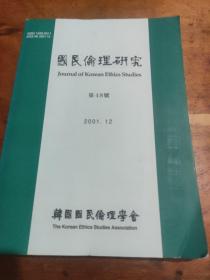 國民倫理研究
Journal of Korean Ethics Studies
第48號
2001. 12
韓國國民倫理學會
The Korean Ethics Studies Association